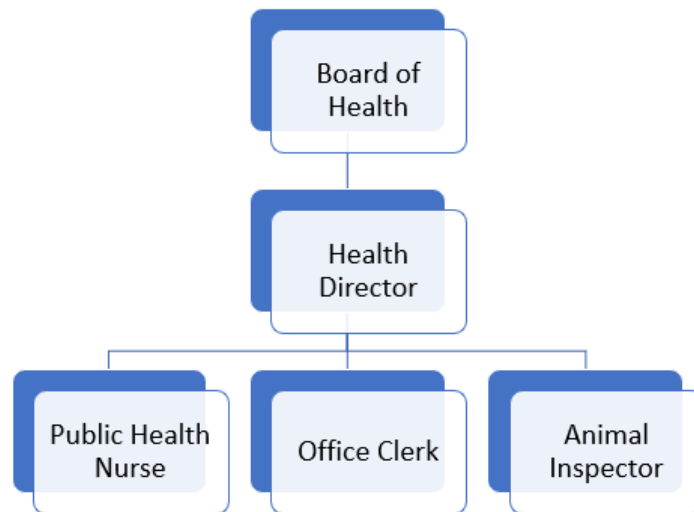 Board of
Health
Health
Director
Public Health
Nurse
Office Clerk
Animal
Inspector